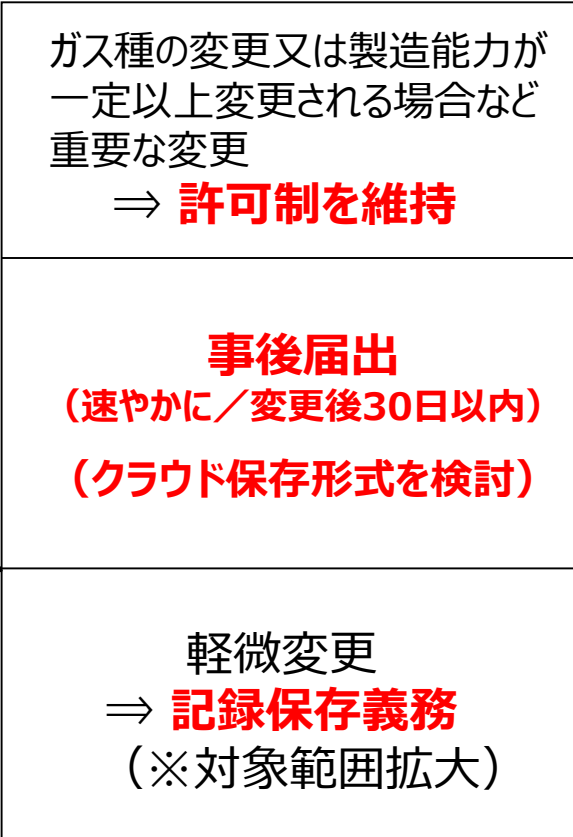 ガス種の変更又は製造能力が
一定以上変更される場合など
重要な変更
⇒ 許可制を維持
事後届出
（速やかに／変更後30日以内）
（クラウド保存形式を検討）
軽微変更
⇒ 記録保存義務
（※対象範囲拡大）